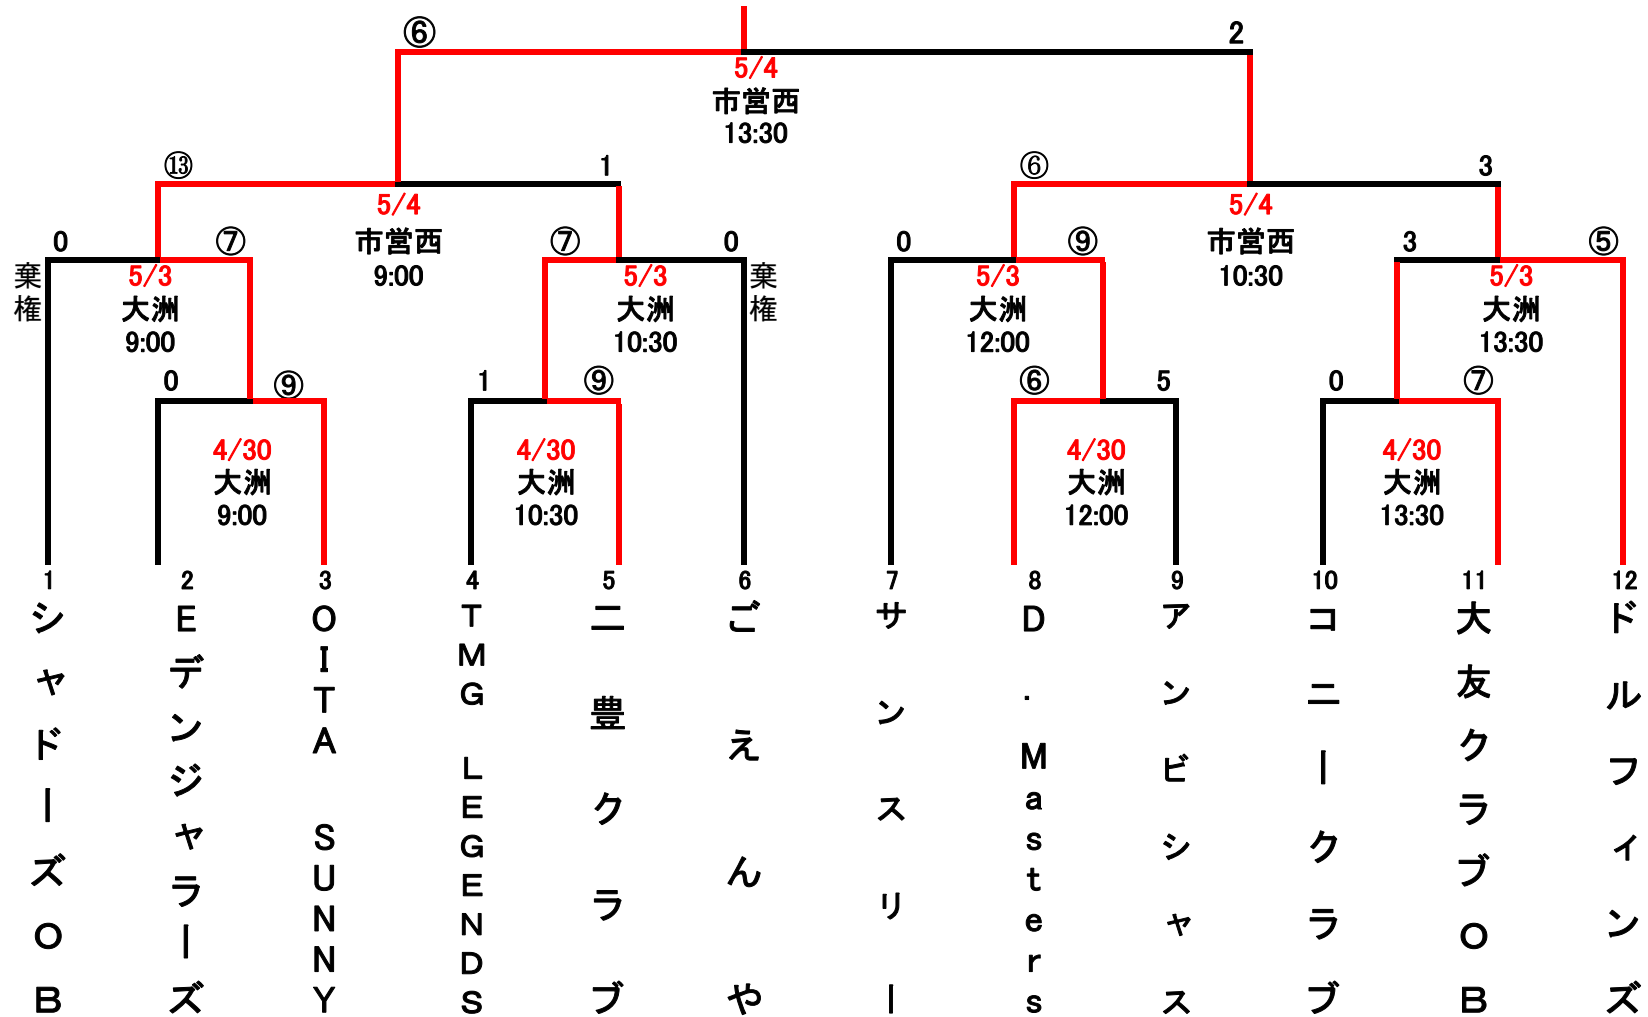 ⑥ 2
5/4
市営西
13:30
⑬ 1 ⑥ 3
5/4 5/4
市営西 市営西
9:00 10:30
0 ⑦ ⑦ 0 0 ⑨ 3 ⑤
棄権 棄権
5/3 5/3 5/3 5/3
大洲 大洲 大洲 大洲
9:00 10:30 12:00 13:30
0 ⑨ 1 ⑨ ⑥ 5 0 ⑦
4/30 4/30 4/30 4/30
大洲 大洲 大洲 大洲
9:00 10:30 12:00 13:30
1 2 3 4 5 6 7 8 9 10 11 12
シャドーズOB
Eデンジャラーズ
OITA SUNNY
TMG LEGENDS
二豊クラブ
ごえんや
サンスリー
D.Masters
アンビシャス
コニークラブ
大友クラブOB
ドルフィンズ